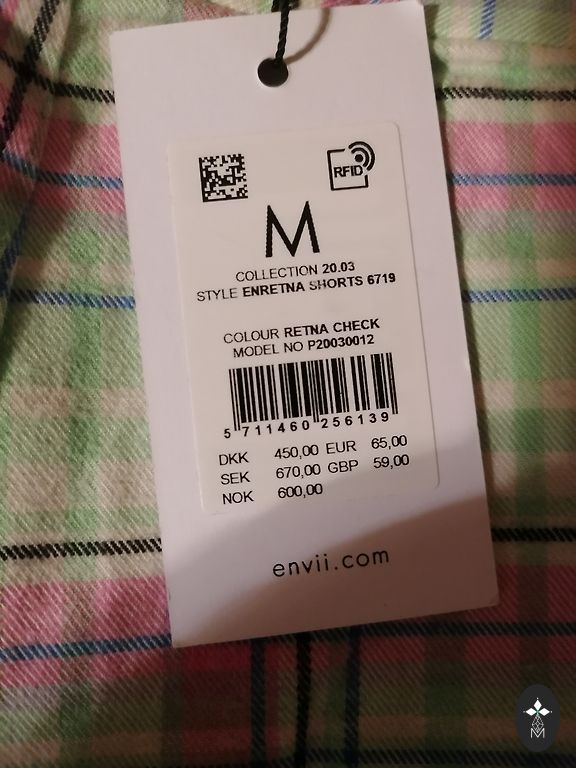 RFID
M
COLLECTION 20.03
STYLE ENRETNA SHORTS 6719
COLOUR RETNA CHECK
MODEL NO P20030012
5 711460 256139
DKK 450,00 EUR 65,00
SEK 670,00 GBP 59,00
NOK 600,00
envii.com
M